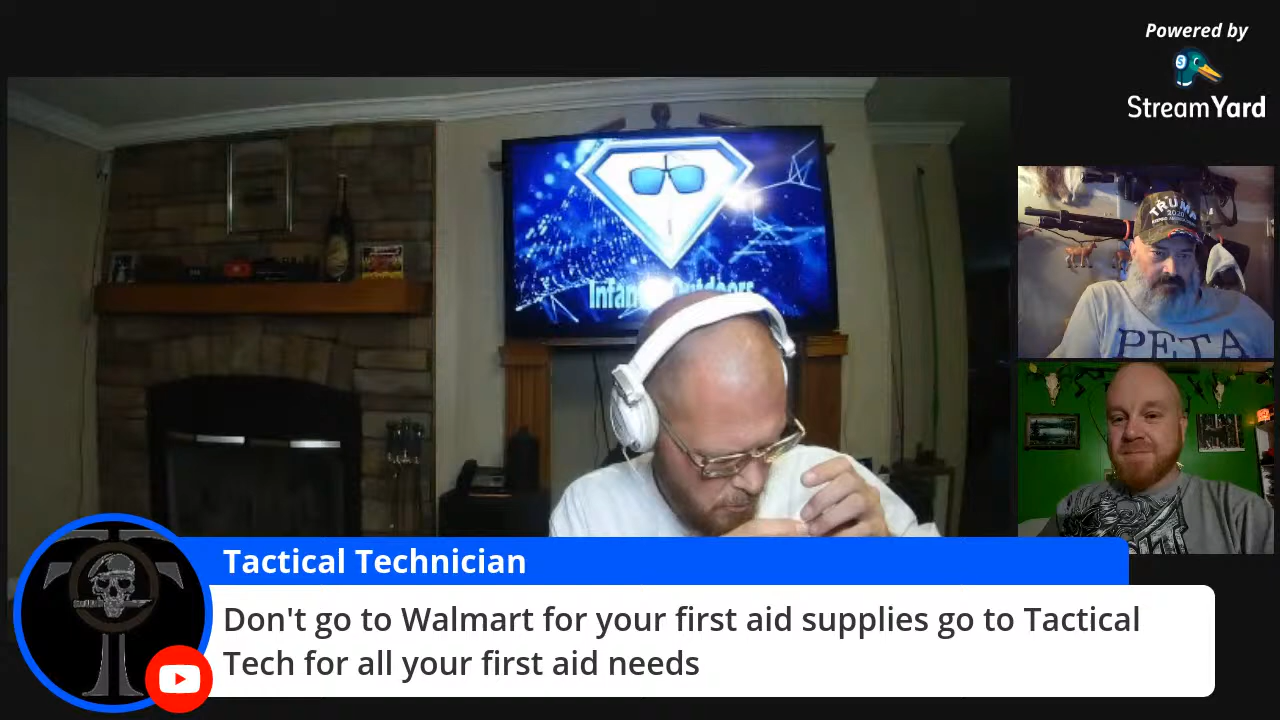 Powered by
StreamYard
TRUMP
2020
PETA
Tactical Technician
Don't go to Walmart for your first aid supplies go to Tactical
Tech for all your first aid needs